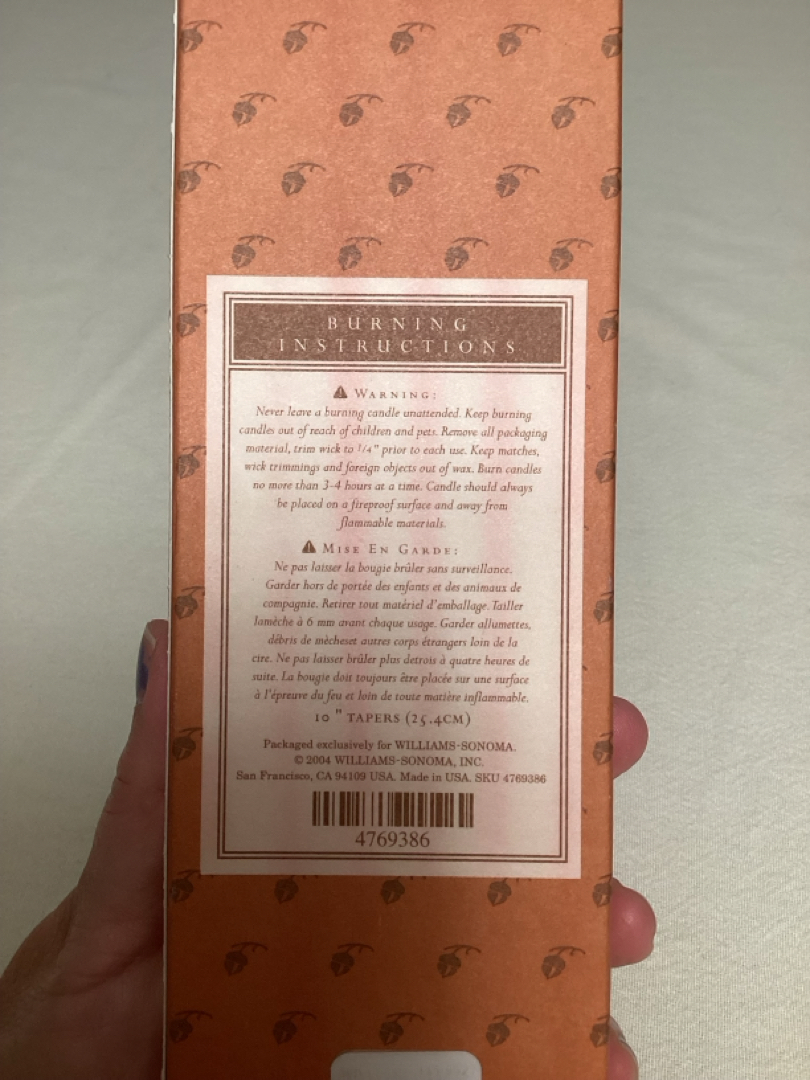 BURNING
INSTRUCTIONS
⚠ WARNING:
Never leave a burning candle unattended. Keep burning
candles out of reach of children and pets. Remove all packaging
material, trim wick to 1/4" prior to each use. Keep matches,
wick trimmings and foreign objects out of wax. Burn candles
no more than 3-4 hours at a time. Candle should always
be placed on a fireproof surface and away from
flammable materials.
⚠ MISE EN GARDE:
Ne pas laisser la bougie brûler sans surveillance.
Garder hors de portée des enfants et des animaux de
compagnie. Retirer tout matériel d'emballage. Tailler
lamèche à 6 mm avant chaque usage. Garder allumettes,
débris de mècheset autres corps étrangers loin de la
cire. Ne pas laisser brûler plus detrois à quatre heures de
suite. La bougie doit toujours être placée sur une surface
à l'épreuve du feu et loin de toute matière inflammable.
10" TAPERS (25.4CM)
Packaged exclusively for WILLIAMS-SONOMA.
© 2004 WILLIAMS-SONOMA, INC.
San Francisco, CA 94109 USA. Made in USA. SKU 4769386
4769386